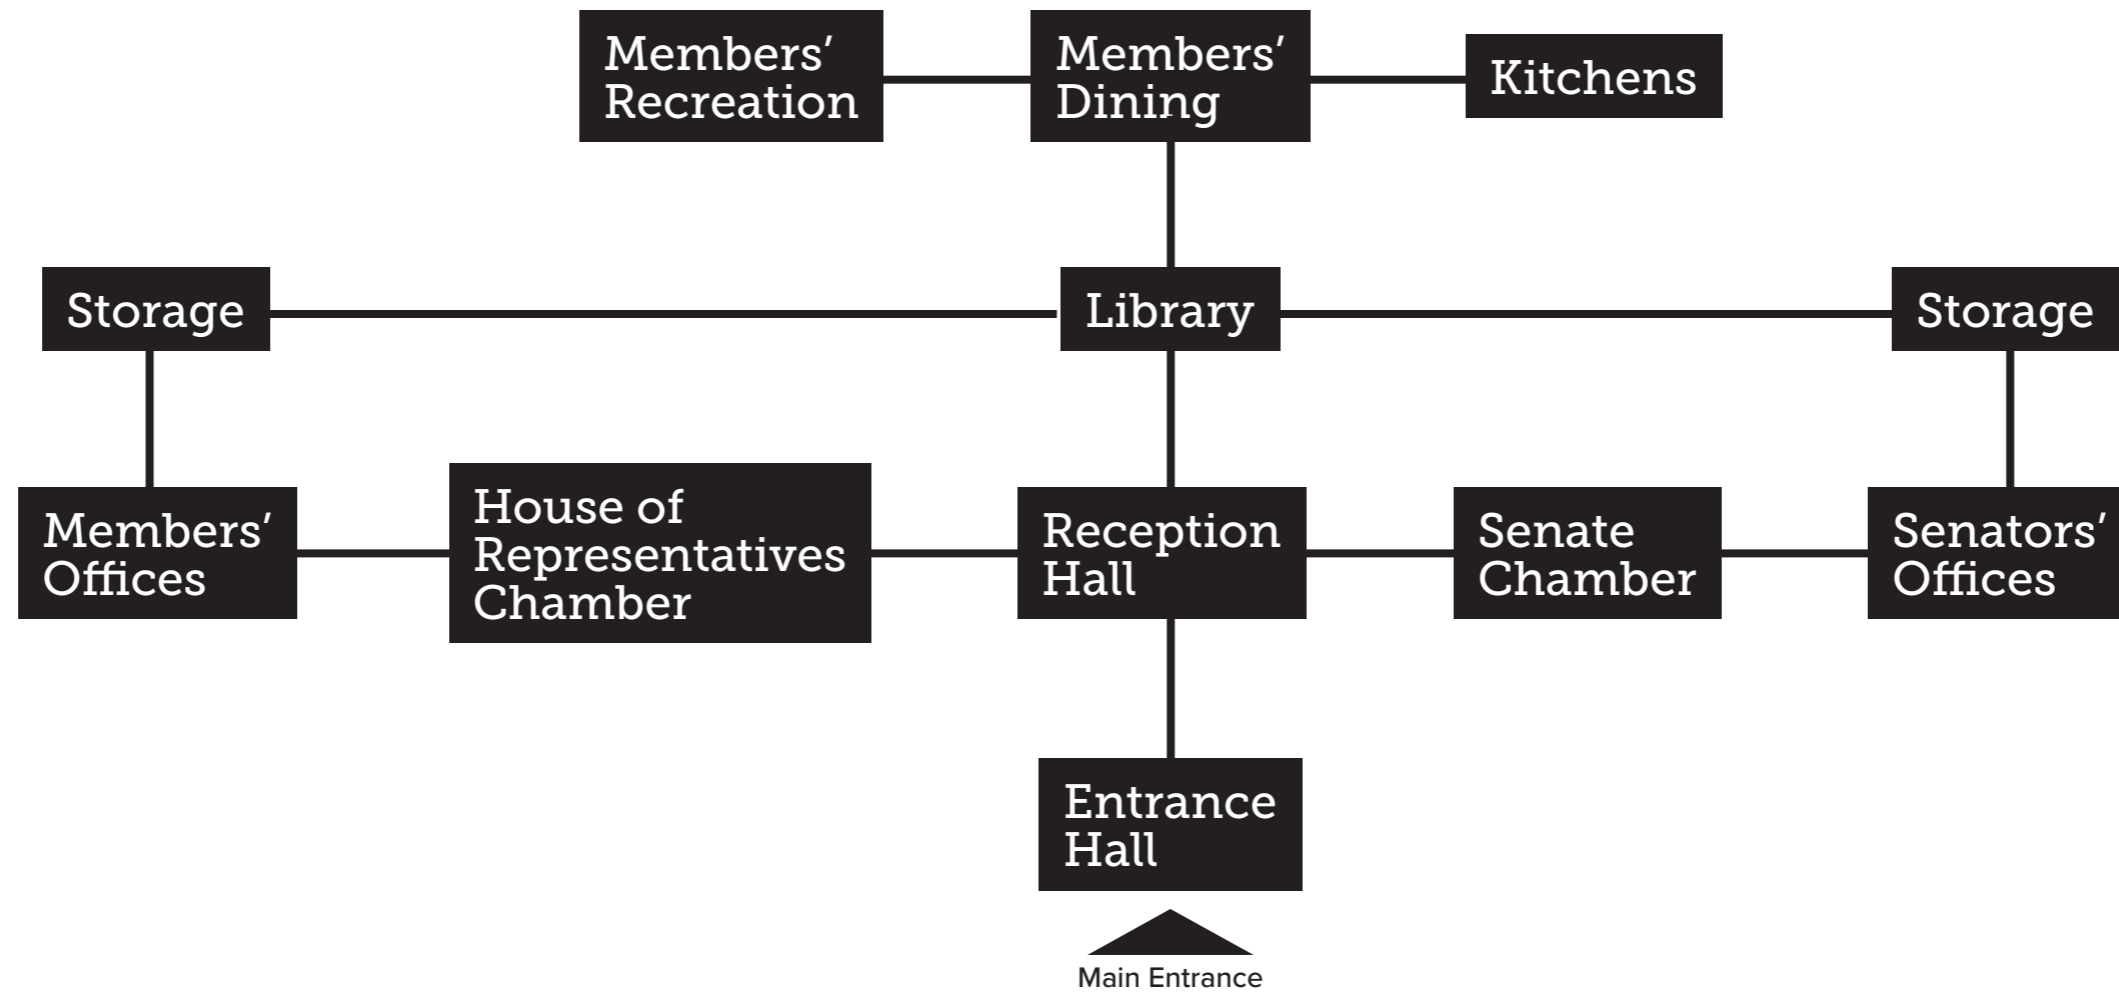 Members’
Recreation
Members’
Dining
Kitchens
Storage
Library
Storage
Members’
Offices
House of
Representatives
Chamber
Reception
Hall
Senate
Chamber
Senators’
Offices
Entrance
Hall
Main Entrance